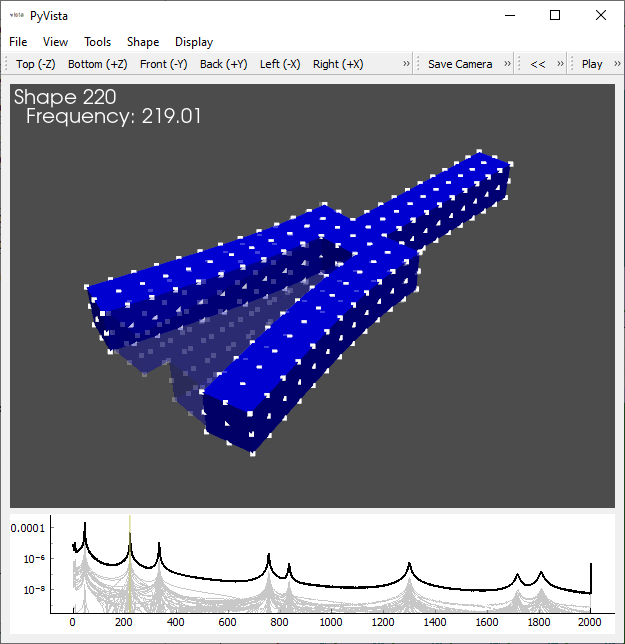 PyVista
File View Tools Shape Display
Top (-Z) Bottom (+Z) Front (-Y) Back (+Y) Left (-X) Right (+X) » Save Camera » << » Play »
Shape 220
Frequency: 219.01
0.0001
10⁻⁶
10⁻⁸
0 200 400 600 800 1000 1200 1400 1600 1800 2000